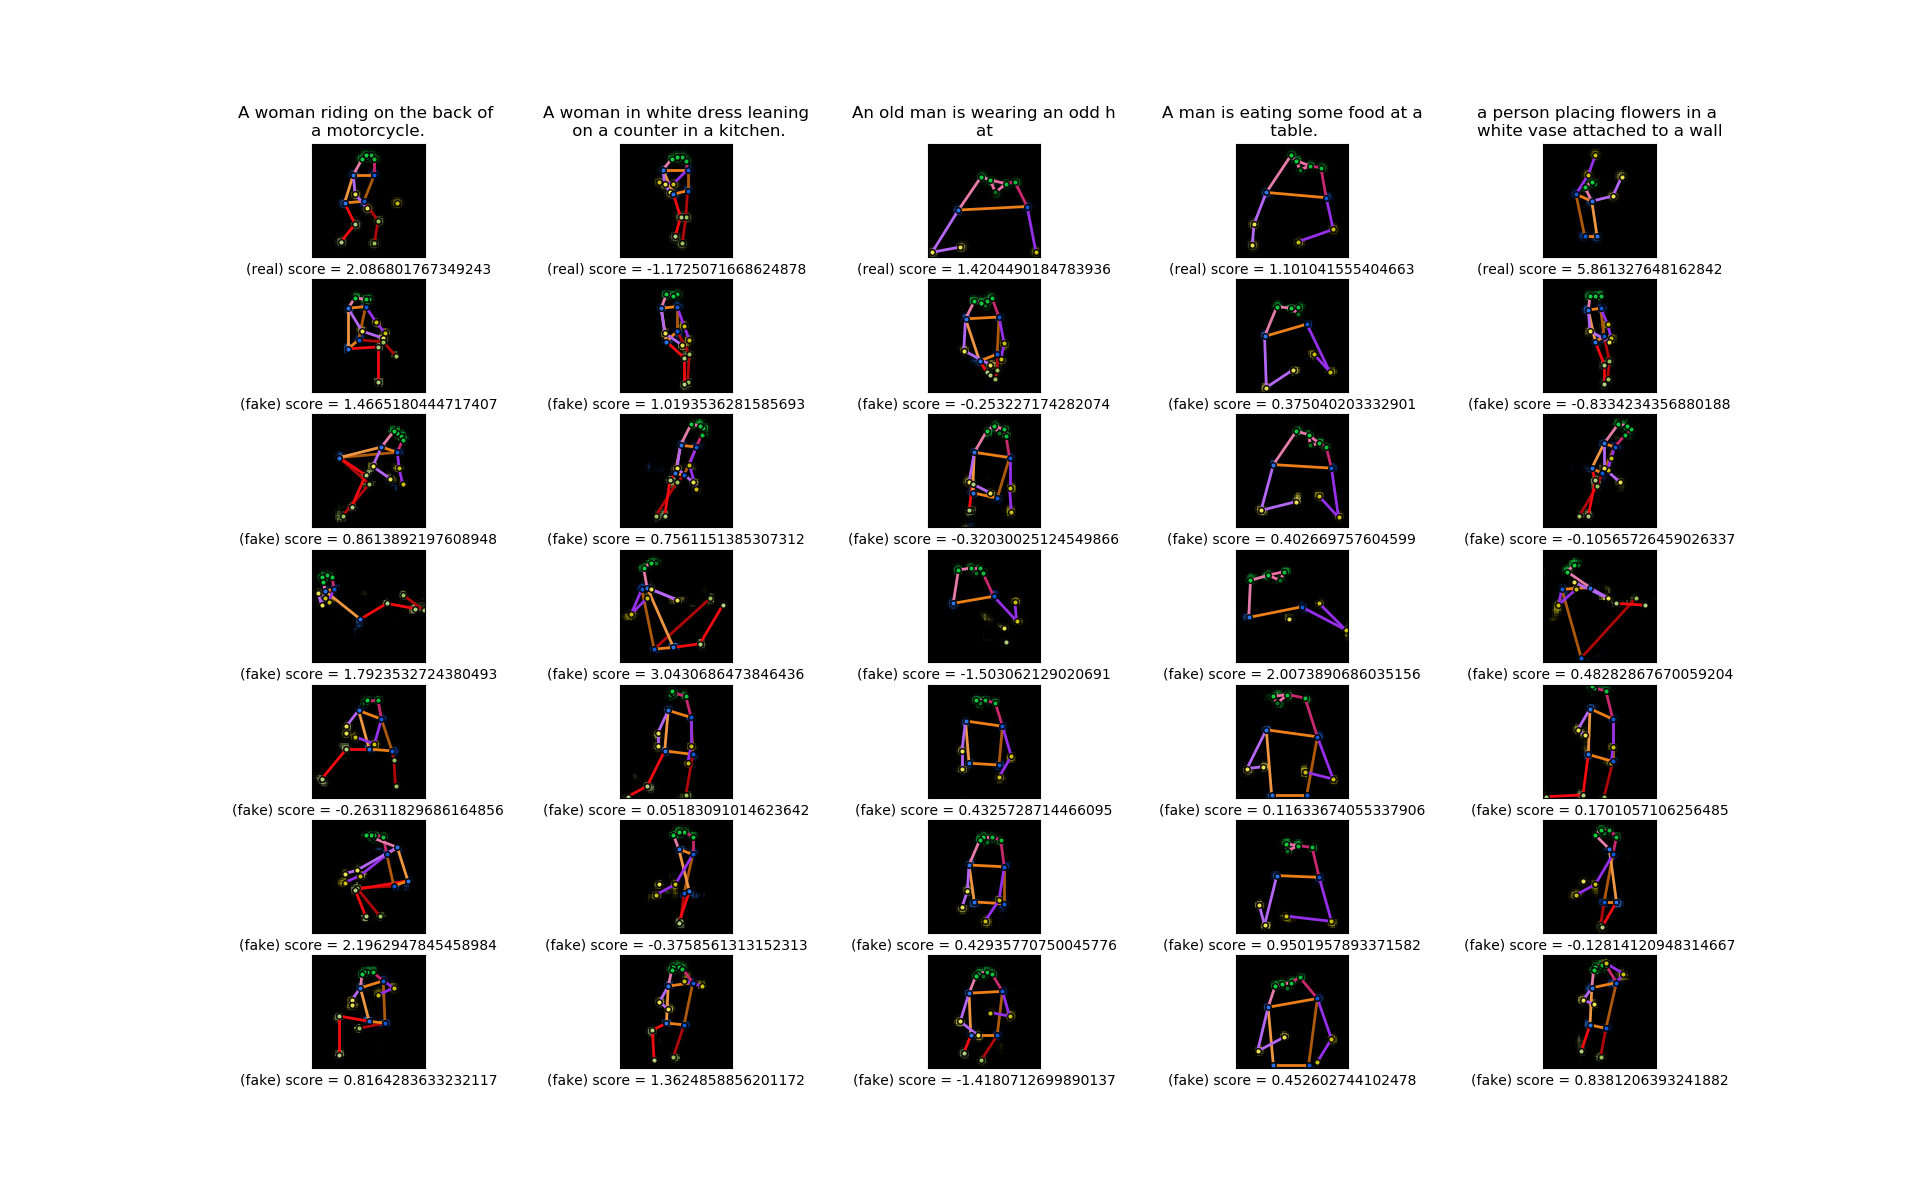 A woman riding on the back of
a motorcycle.
A woman in white dress leaning
on a counter in a kitchen.
An old man is wearing an odd h
at
A man is eating some food at a
table.
a person placing flowers in a
white vase attached to a wall
(real) score = 2.086801767349243
(real) score = -1.1725071668624878
(real) score = 1.4204490184783936
(real) score = 1.101041555404663
(real) score = 5.861327648162842
(fake) score = 1.4665180444717407
(fake) score = 1.0193536281585693
(fake) score = -0.253227174282074
(fake) score = 0.375040203332901
(fake) score = -0.8334234356880188
(fake) score = 0.8613892197608948
(fake) score = 0.7561151385307312
(fake) score = -0.32030025124549866
(fake) score = 0.402669757604599
(fake) score = -0.10565726459026337
(fake) score = 1.7923532724380493
(fake) score = 3.0430686473846436
(fake) score = -1.503062129020691
(fake) score = 2.0073890686035156
(fake) score = 0.48282867670059204
(fake) score = -0.26311829686164856
(fake) score = 0.05183091014623642
(fake) score = 0.4325728714466095
(fake) score = 0.11633674055337906
(fake) score = 0.1701057106256485
(fake) score = 2.1962947845458984
(fake) score = -0.3758561313152313
(fake) score = 0.42935770750045776
(fake) score = 0.9501957893371582
(fake) score = -0.12814120948314667
(fake) score = 0.8164283633232117
(fake) score = 1.3624858856201172
(fake) score = -1.4180712699890137
(fake) score = 0.452602744102478
(fake) score = 0.8381206393241882